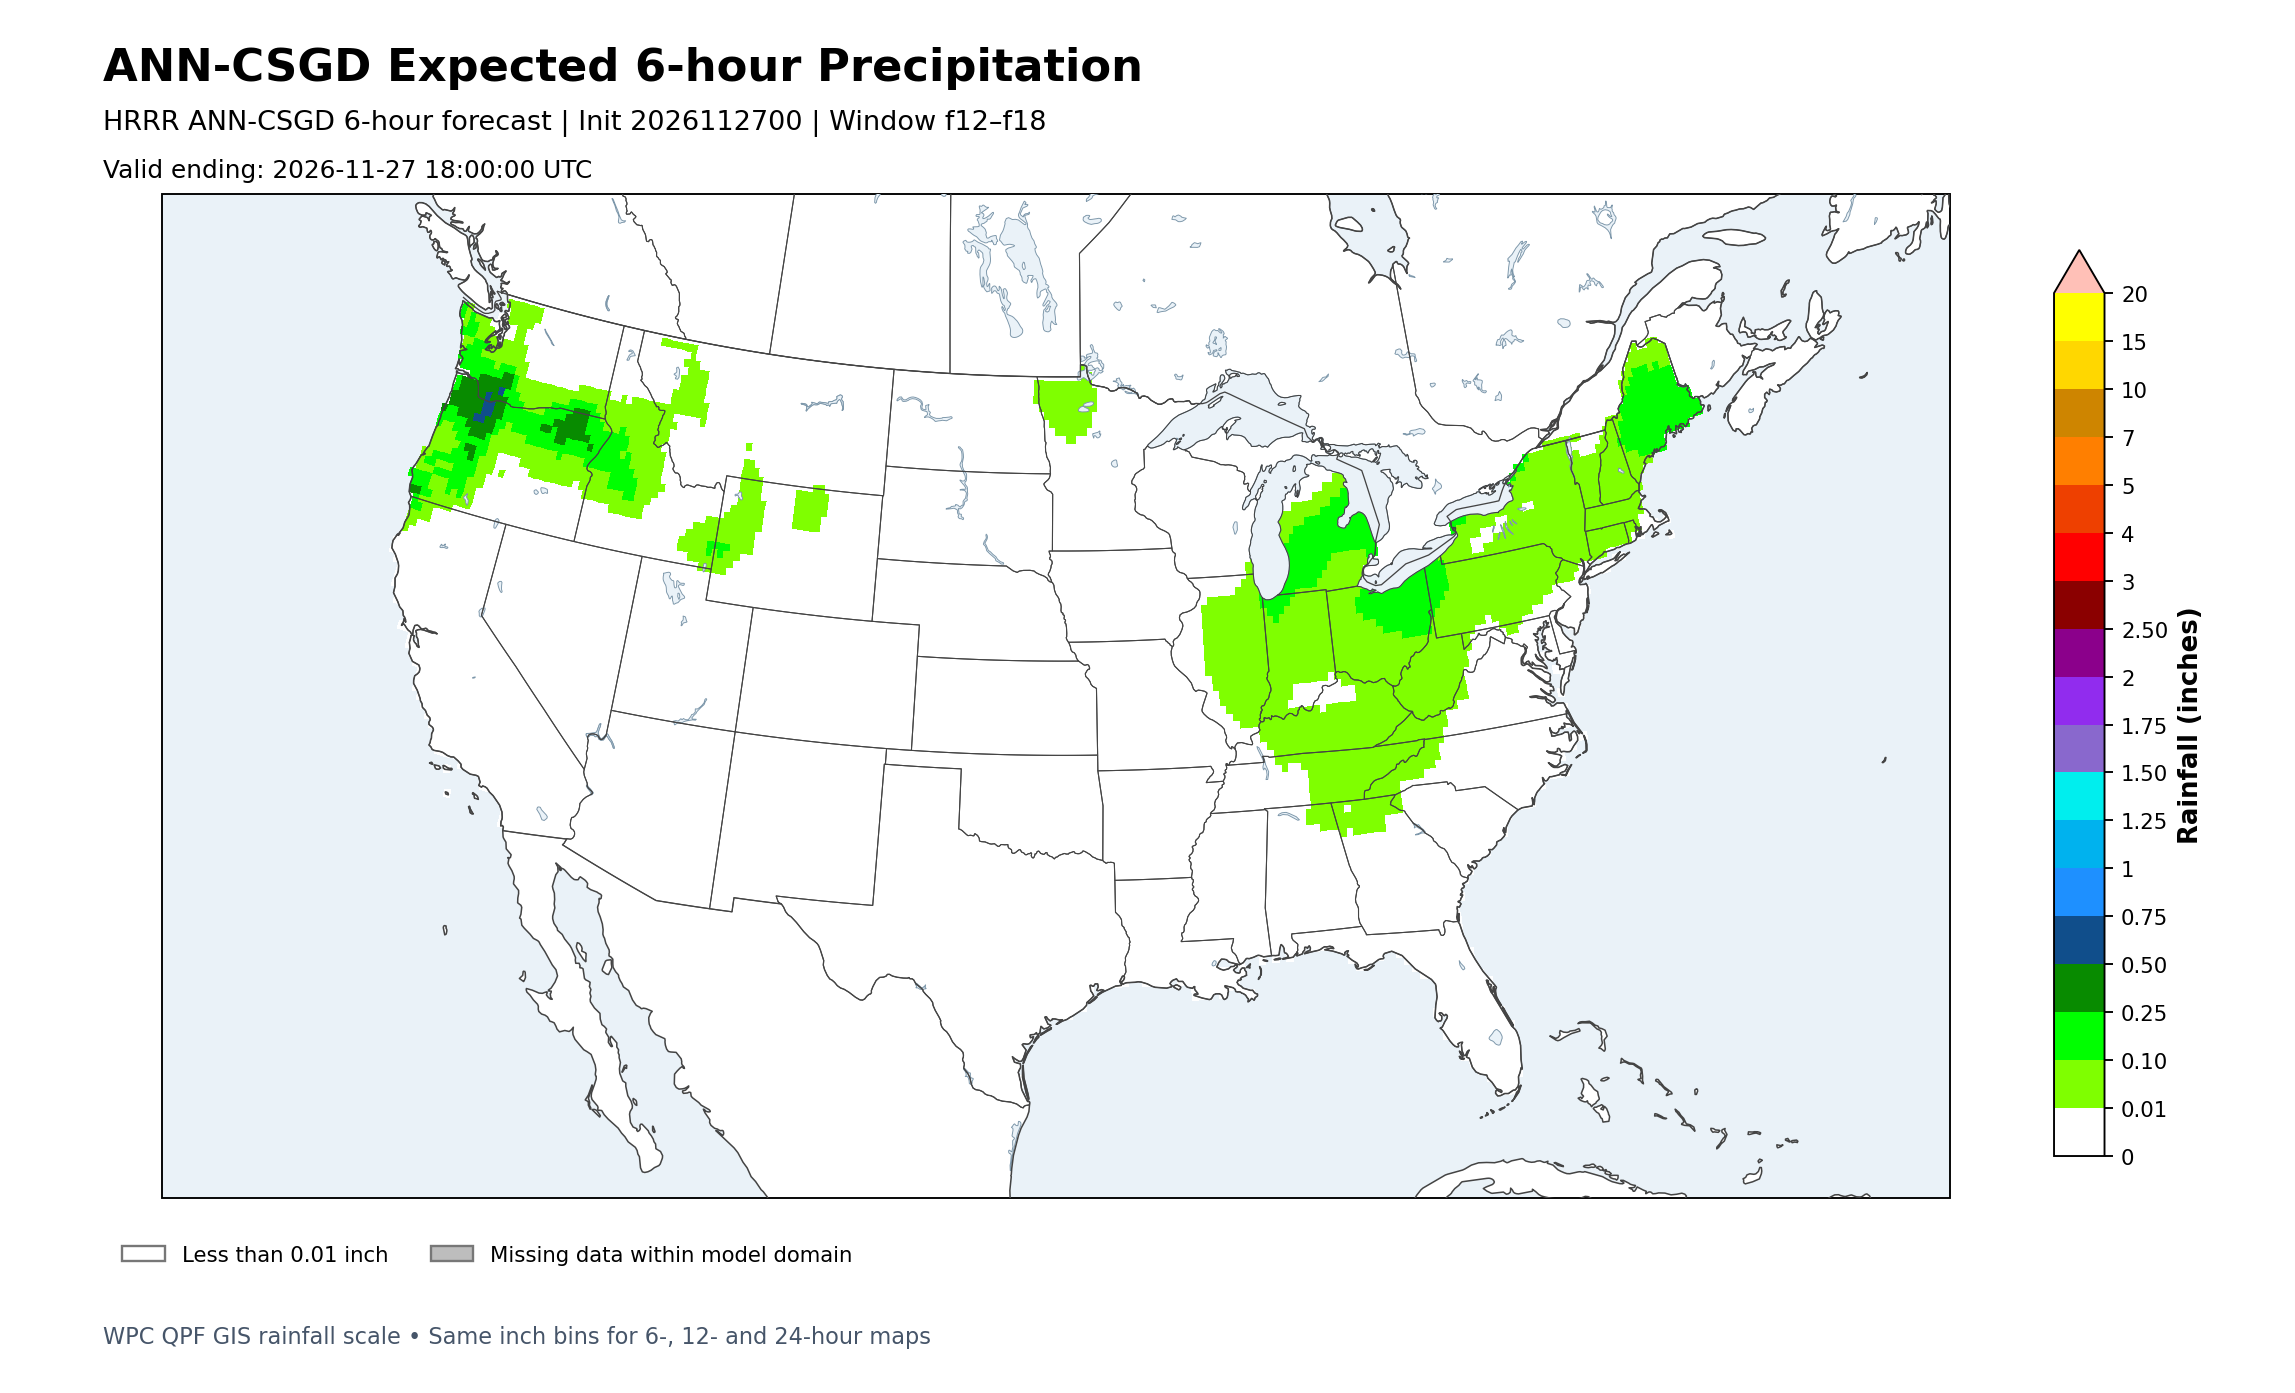 ANN-CSGD Expected 6-hour Precipitation
HRRR ANN-CSGD 6-hour forecast | Init 2026112700 | Window f12–f18
Valid ending: 2026-11-27 18:00:00 UTC
20
15
10
7
5
4
3
2.50
2
1.75
1.50
1.25
1
0.75
0.50
0.25
0.10
0.01
0
Rainfall (inches)
Less than 0.01 inch
Missing data within model domain
WPC QPF GIS rainfall scale • Same inch bins for 6-, 12- and 24-hour maps